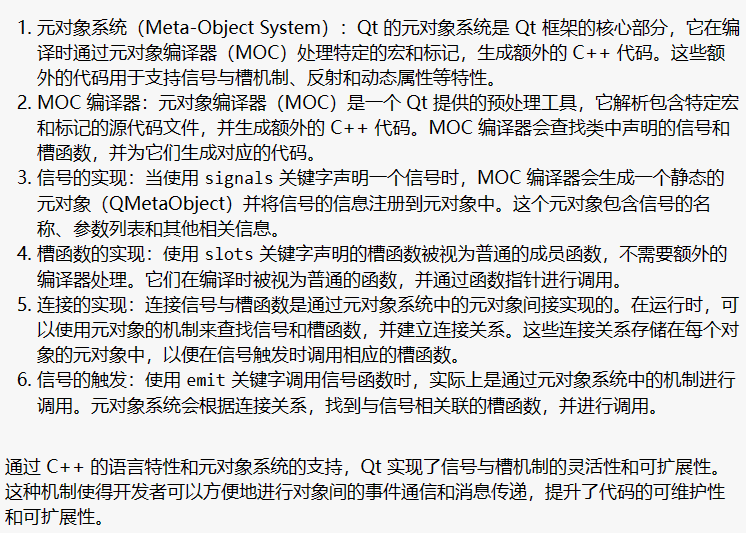 1. 元对象系统（Meta-Object System）：Qt 的元对象系统是 Qt 框架的核心部分，它在编
译时通过元对象编译器（MOC）处理特定的宏和标记，生成额外的 C++ 代码。这些额
外的代码用于支持信号与槽机制、反射和动态属性等特性。
2. MOC 编译器：元对象编译器（MOC）是一个 Qt 提供的预处理工具，它解析包含特定宏
和标记的源代码文件，并生成额外的 C++ 代码。MOC 编译器会查找类中声明的信号和
槽函数，并为它们生成对应的代码。
3. 信号的实现：当使用 signals 关键字声明一个信号时，MOC 编译器会生成一个静态的
元对象（QMetaObject）并将信号的信息注册到元对象中。这个元对象包含信号的名
称、参数列表和其他相关信息。
4. 槽函数的实现：使用 slots 关键字声明的槽函数被视为普通的成员函数，不需要额外的
编译器处理。它们在编译时被视为普通的函数，并通过函数指针进行调用。
5. 连接的实现：连接信号与槽函数是通过元对象系统中的元对象间接实现的。在运行时，可
以使用元对象的机制来查找信号和槽函数，并建立连接关系。这些连接关系存储在每个对
象的元对象中，以便在信号触发时调用相应的槽函数。
6. 信号的触发：使用 emit 关键字调用信号函数时，实际上是通过元对象系统中的机制进行
调用。元对象系统会根据连接关系，找到与信号相关联的槽函数，并进行调用。
通过 C++ 的语言特性和元对象系统的支持，Qt 实现了信号与槽机制的灵活性和可扩展性。
这种机制使得开发者可以方便地进行对象间的事件通信和消息传递，提升了代码的可维护性
和可扩展性。